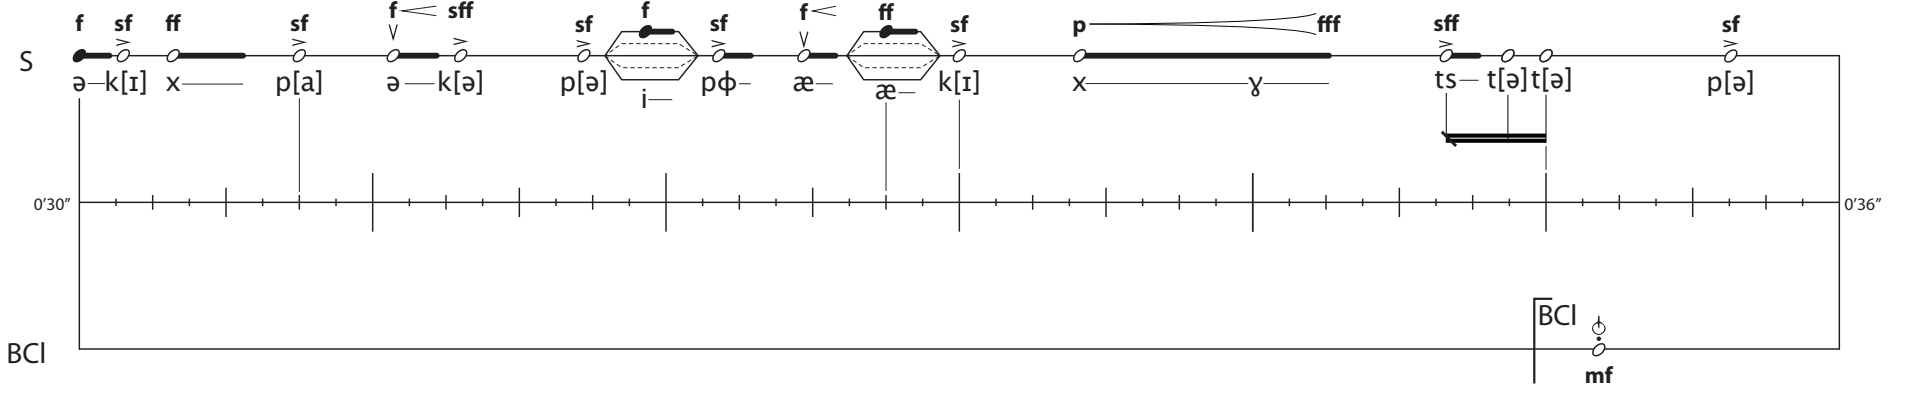 f sf ff sf f sff sf f sf f ff sf p fff sff sf
S
ə k[ɪ] x p[a] ə k[ə] p[ə] i pɸ æ æ k[ɪ] x ɣ ts t[ə] t[ə] p[ə]
0'30" 0'36"
BCl
BCl mf